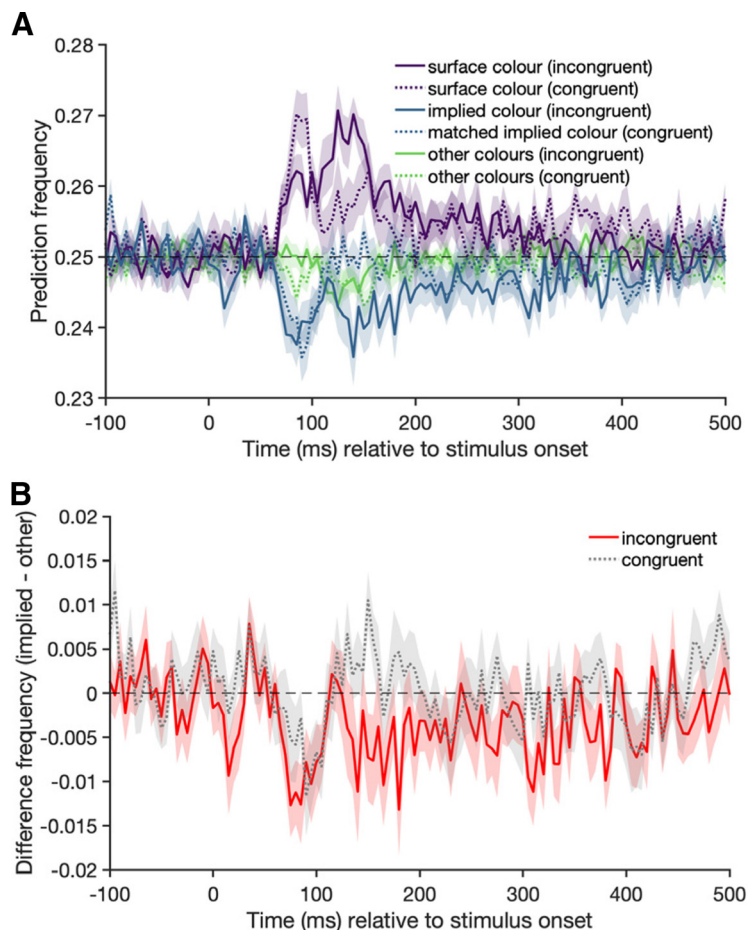 A
0.28
0.27
0.26
0.25
0.24
0.23
Prediction frequency
surface colour (incongruent)
surface colour (congruent)
implied colour (incongruent)
matched implied colour (congruent)
other colours (incongruent)
other colours (congruent)
-100 0 100 200 300 400 500
Time (ms) relative to stimulus onset
B
0.02
0.015
0.01
0.005
0
-0.005
-0.01
-0.015
-0.02
Difference frequency (implied - other)
incongruent
congruent
-100 0 100 200 300 400 500
Time (ms) relative to stimulus onset